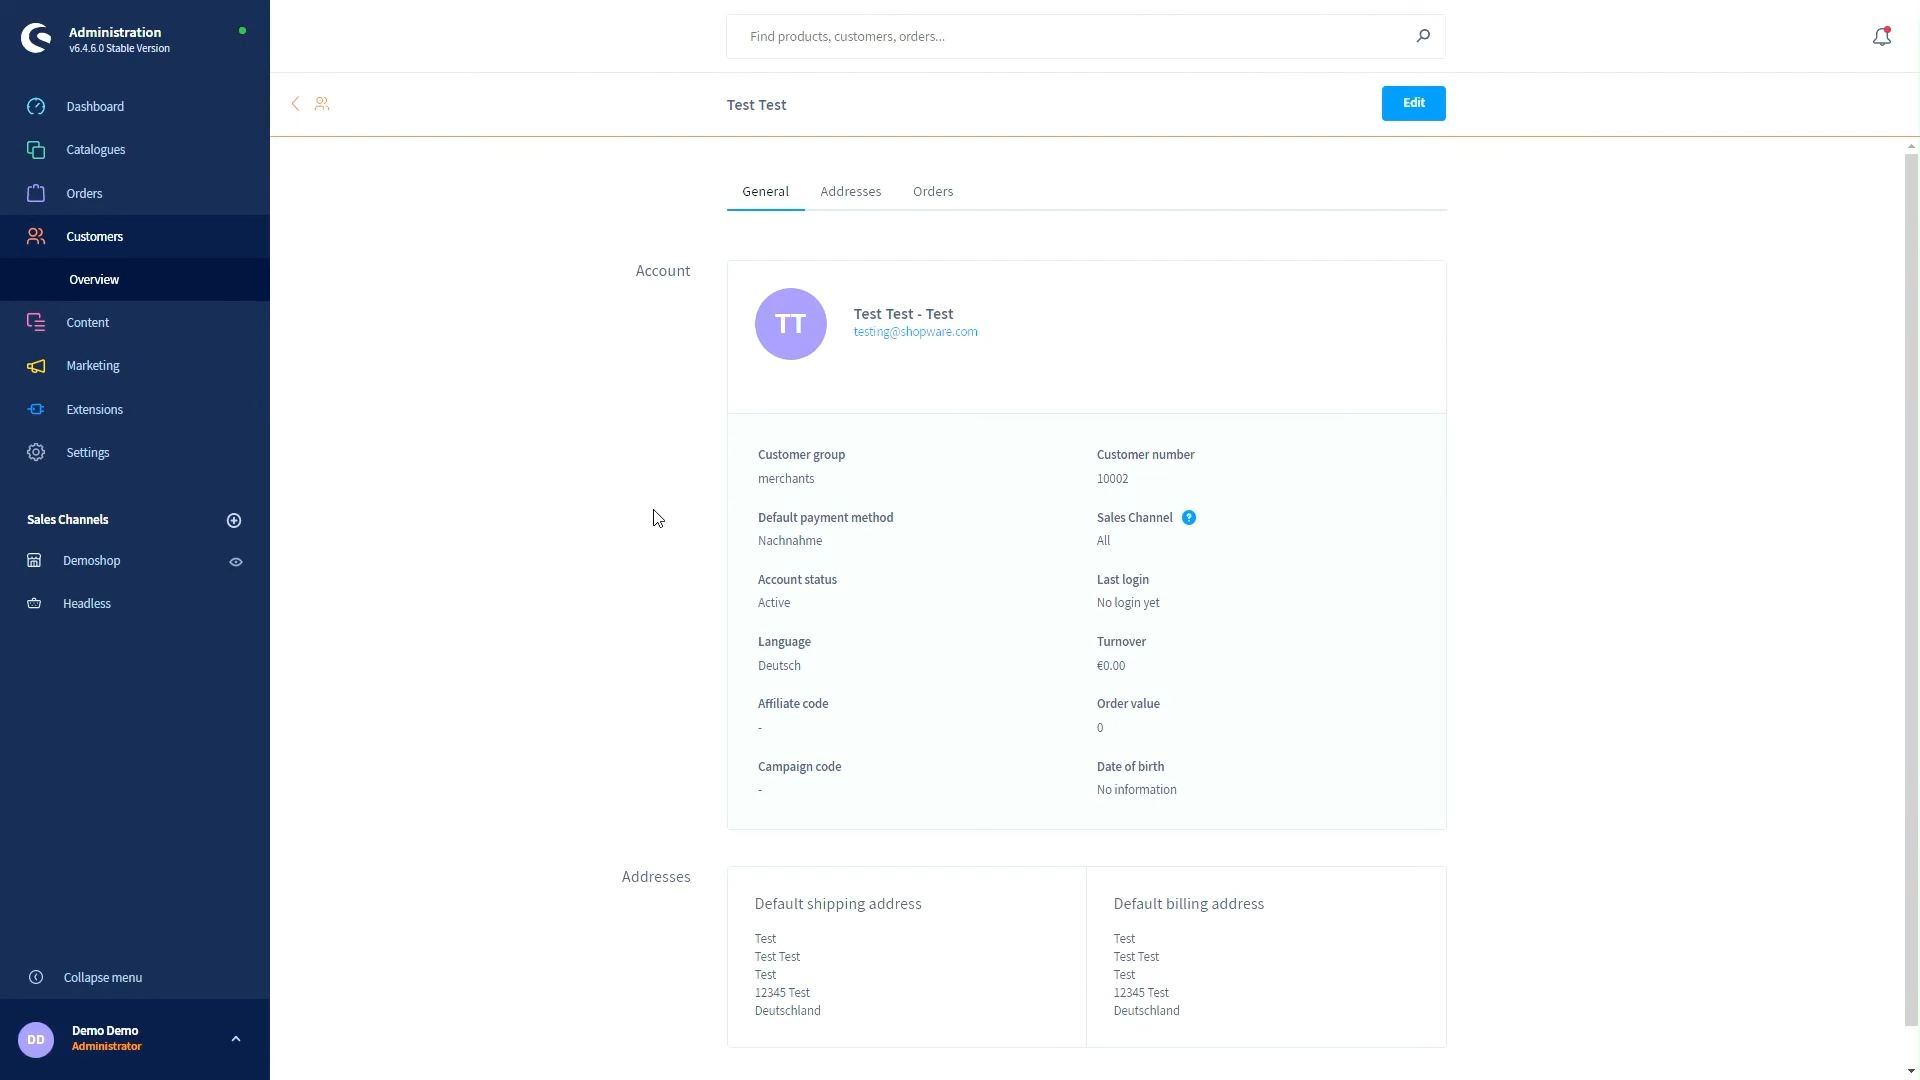 Administration
v6.4.6.0 Stable Version
Dashboard
Catalogues
Orders
Customers
Overview
Content
Marketing
Extensions
Settings
Sales Channels
Demoshop
Headless
Collapse menu
DD
Demo Demo
Administrator
Find products, customers, orders...
Test Test
Edit
General
Addresses
Orders
Account
TT
Test Test - Test
testing@shopware.com
Customer group
merchants
Customer number
10002
Default payment method
Nachnahme
Sales Channel ?
All
Account status
Active
Last login
No login yet
Language
Deutsch
Turnover
€0.00
Affiliate code
-
Order value
0
Campaign code
-
Date of birth
No information
Addresses
Default shipping address
Test
Test Test
Test
12345 Test
Deutschland
Default billing address
Test
Test Test
Test
12345 Test
Deutschland